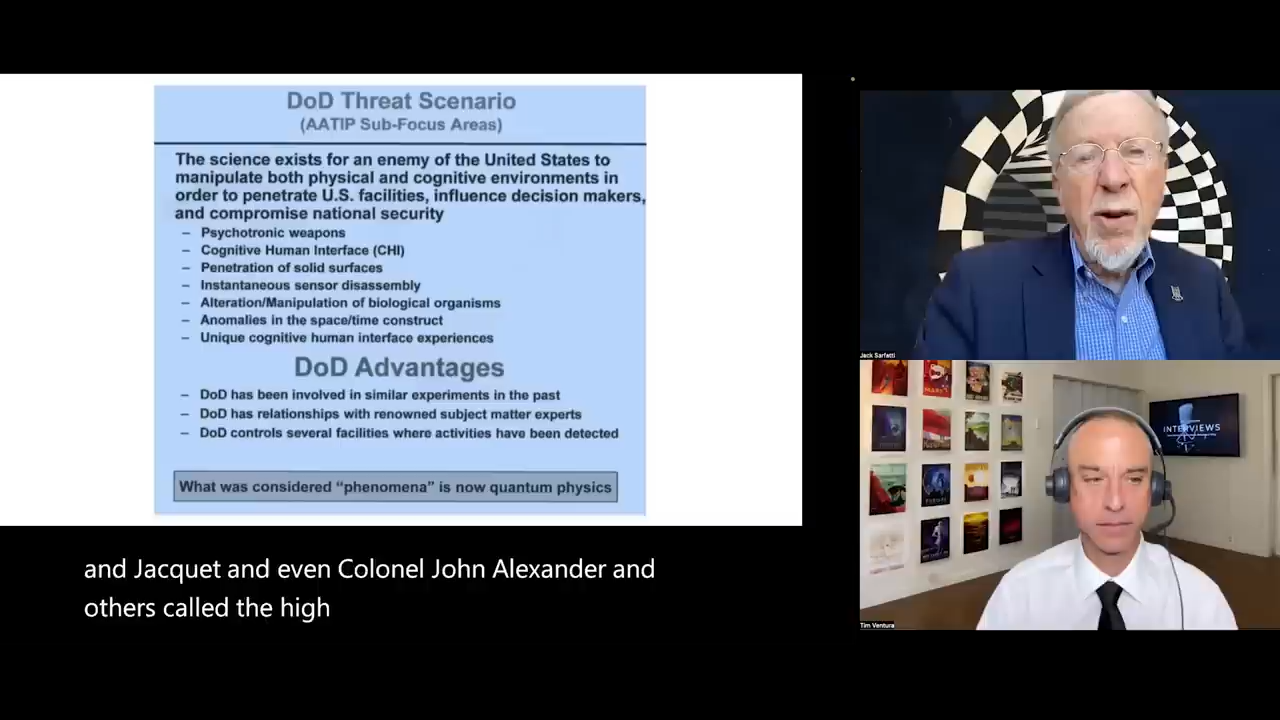 DoD Threat Scenario
(AATIP Sub-Focus Areas)
The science exists for an enemy of the United States to
manipulate both physical and cognitive environments in
order to penetrate U.S. facilities, influence decision makers,
and compromise national security
– Psychotronic weapons
– Cognitive Human Interface (CHI)
– Penetration of solid surfaces
– Instantaneous sensor disassembly
– Alteration/Manipulation of biological organisms
– Anomalies in the space/time construct
– Unique cognitive human interface experiences
DoD Advantages
– DoD has been involved in similar experiments in the past
– DoD has relationships with renowned subject matter experts
– DoD controls several facilities where activities have been detected
What was considered “phenomena” is now quantum physics
and Jacquet and even Colonel John Alexander and
others called the high
Jack Sarfatti
INTERVIEWS
Tim Ventura